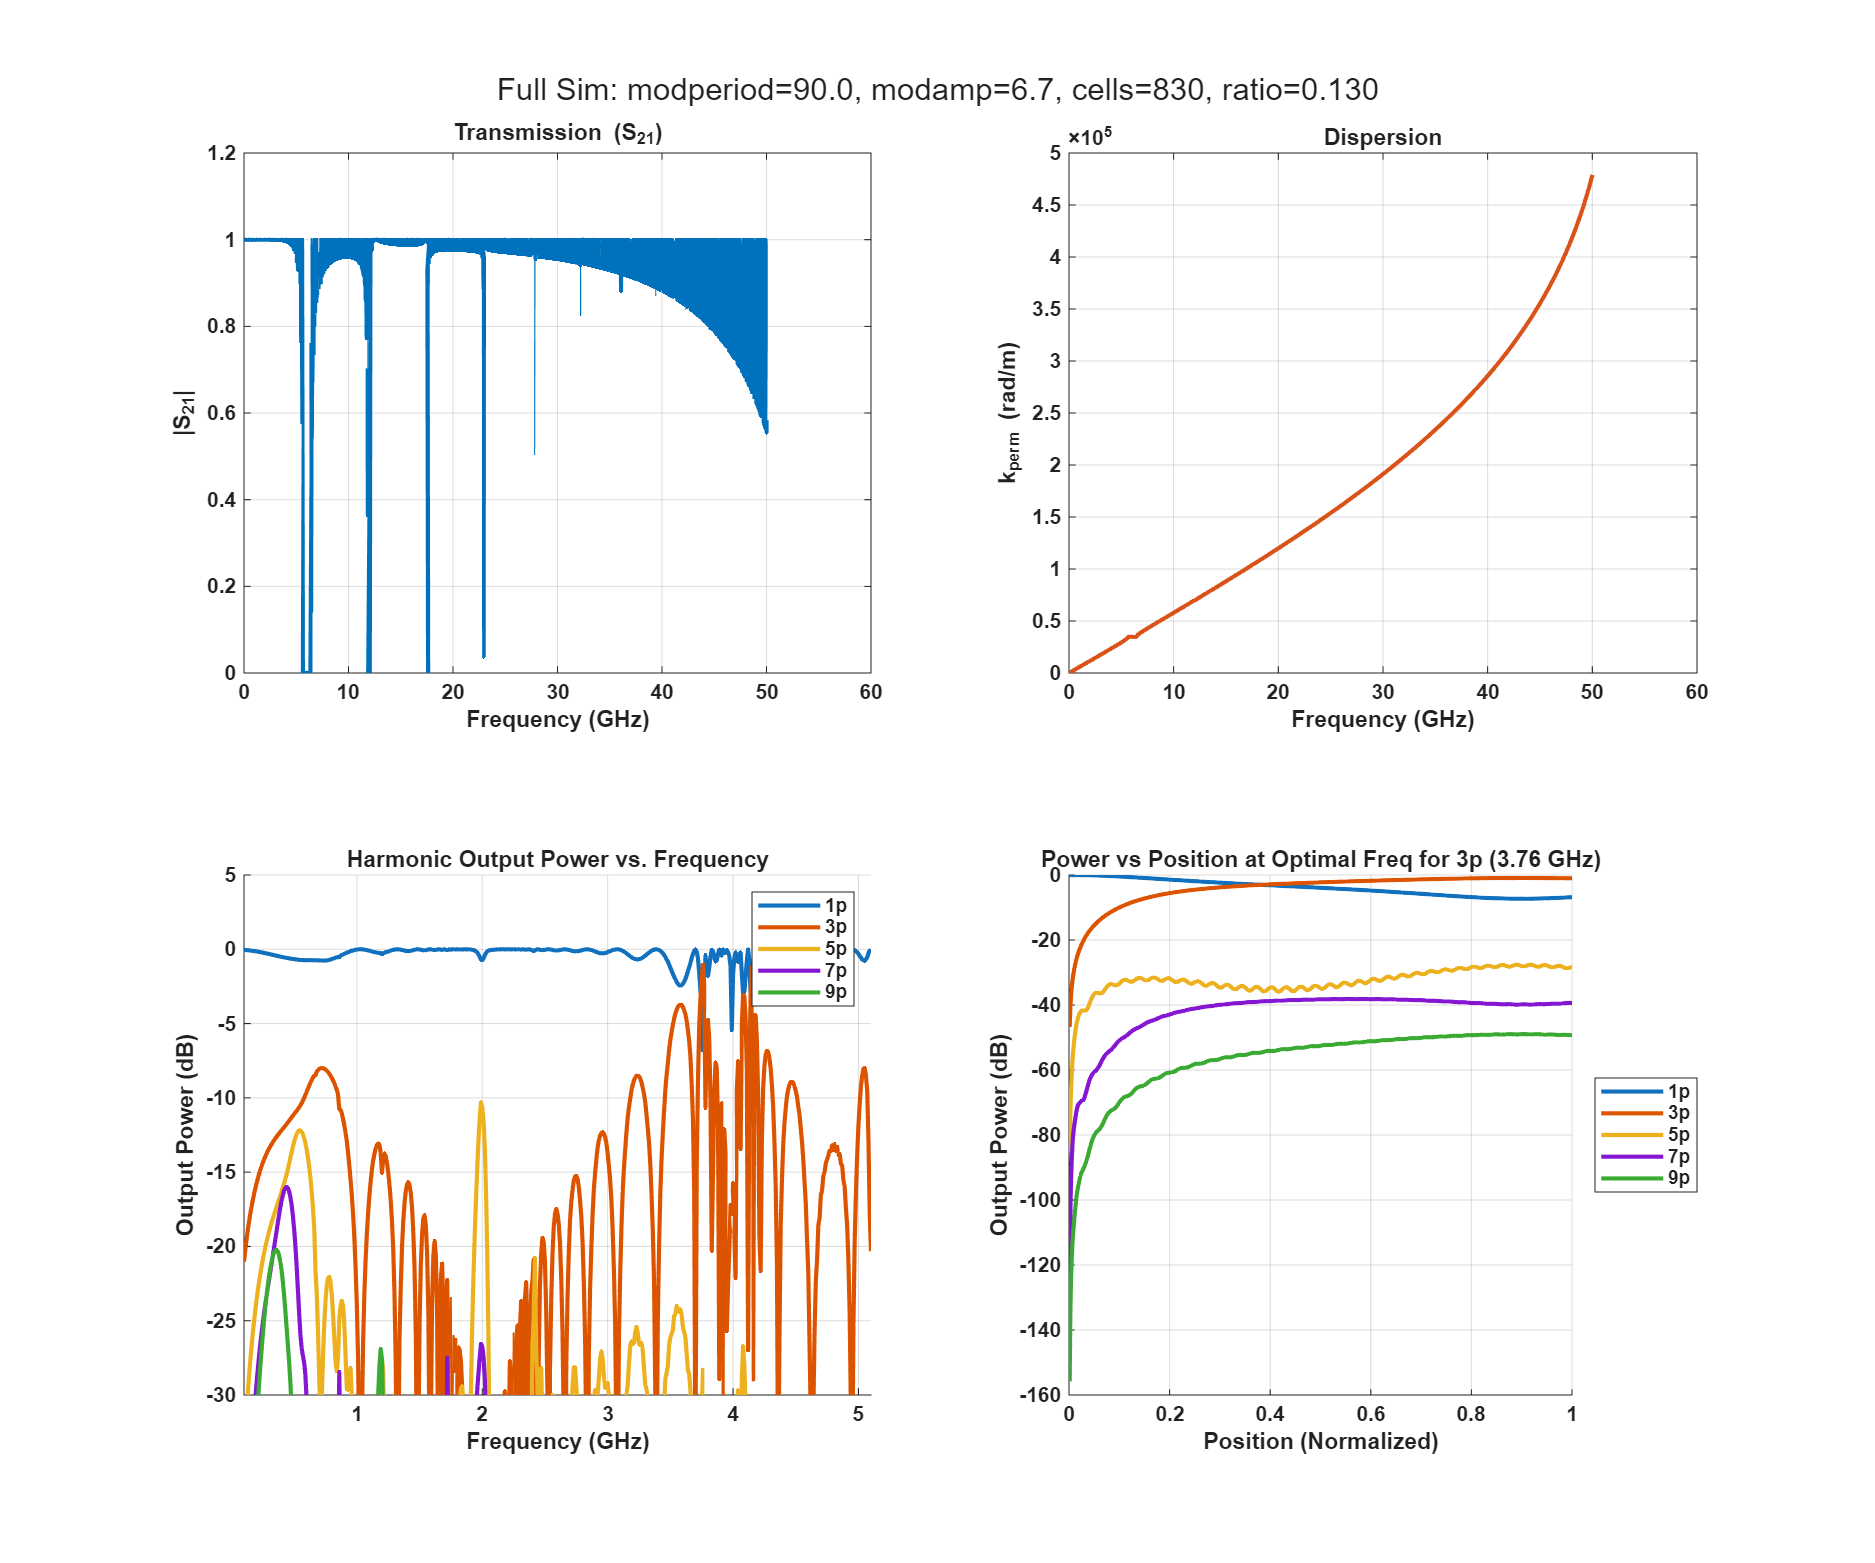 Full Sim: modperiod=90.0, modamp=6.7, cells=830, ratio=0.130
Transmission (S21)
1.2
1
0.8
0.6
0.4
0.2
0
|S21|
0 10 20 30 40 50 60
Frequency (GHz)
×10^5
Dispersion
5
4.5
4
3.5
3
2.5
2
1.5
1
0.5
0
kperm (rad/m)
0 10 20 30 40 50 60
Frequency (GHz)
Harmonic Output Power vs. Frequency
5
0
-5
-10
-15
-20
-25
-30
Output Power (dB)
1p
3p
5p
7p
9p
1 2 3 4 5
Frequency (GHz)
Power vs Position at Optimal Freq for 3p (3.76 GHz)
0
-20
-40
-60
-80
-100
-120
-140
-160
Output Power (dB)
0 0.2 0.4 0.6 0.8 1
Position (Normalized)
1p
3p
5p
7p
9p